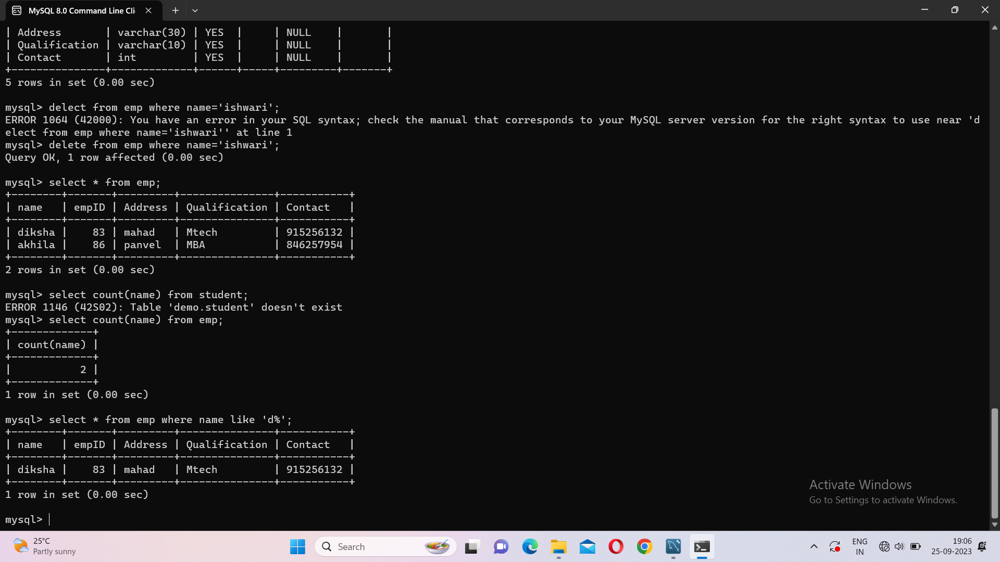 MySQL 8.0 Command Line Cli
| Address       | varchar(30) | YES  |     | NULL    |       |
| Qualification | varchar(10) | YES  |     | NULL    |       |
| Contact       | int         | YES  |     | NULL    |       |
+---------------+-------------+------+-----+---------+-------+
5 rows in set (0.00 sec)
mysql> delect from emp where name='ishwari';
ERROR 1064 (42000): You have an error in your SQL syntax; check the manual that corresponds to your MySQL server version for the right syntax to use near 'd
elect from emp where name='ishwari'' at line 1
mysql> delete from emp where name='ishwari';
Query OK, 1 row affected (0.00 sec)
mysql> select * from emp;
+--------+-------+---------+---------------+-----------+
| name   | empID | Address | Qualification | Contact   |
+--------+-------+---------+---------------+-----------+
| diksha |    83 | mahad   | Mtech         | 915256132 |
| akhila |    86 | panvel  | MBA           | 846257954 |
+--------+-------+---------+---------------+-----------+
2 rows in set (0.00 sec)
mysql> select count(name) from student;
ERROR 1146 (42S02): Table 'demo.student' doesn't exist
mysql> select count(name) from emp;
+-------------+
| count(name) |
+-------------+
|           2 |
+-------------+
1 row in set (0.00 sec)
mysql> select * from emp where name like 'd%';
+--------+-------+---------+---------------+-----------+
| name   | empID | Address | Qualification | Contact   |
+--------+-------+---------+---------------+-----------+
| diksha |    83 | mahad   | Mtech         | 915256132 |
+--------+-------+---------+---------------+-----------+
1 row in set (0.00 sec)
mysql>
Activate Windows
Go to Settings to activate Windows.
25°C
Partly sunny
Search
ENG
IN
19:06
25-09-2023